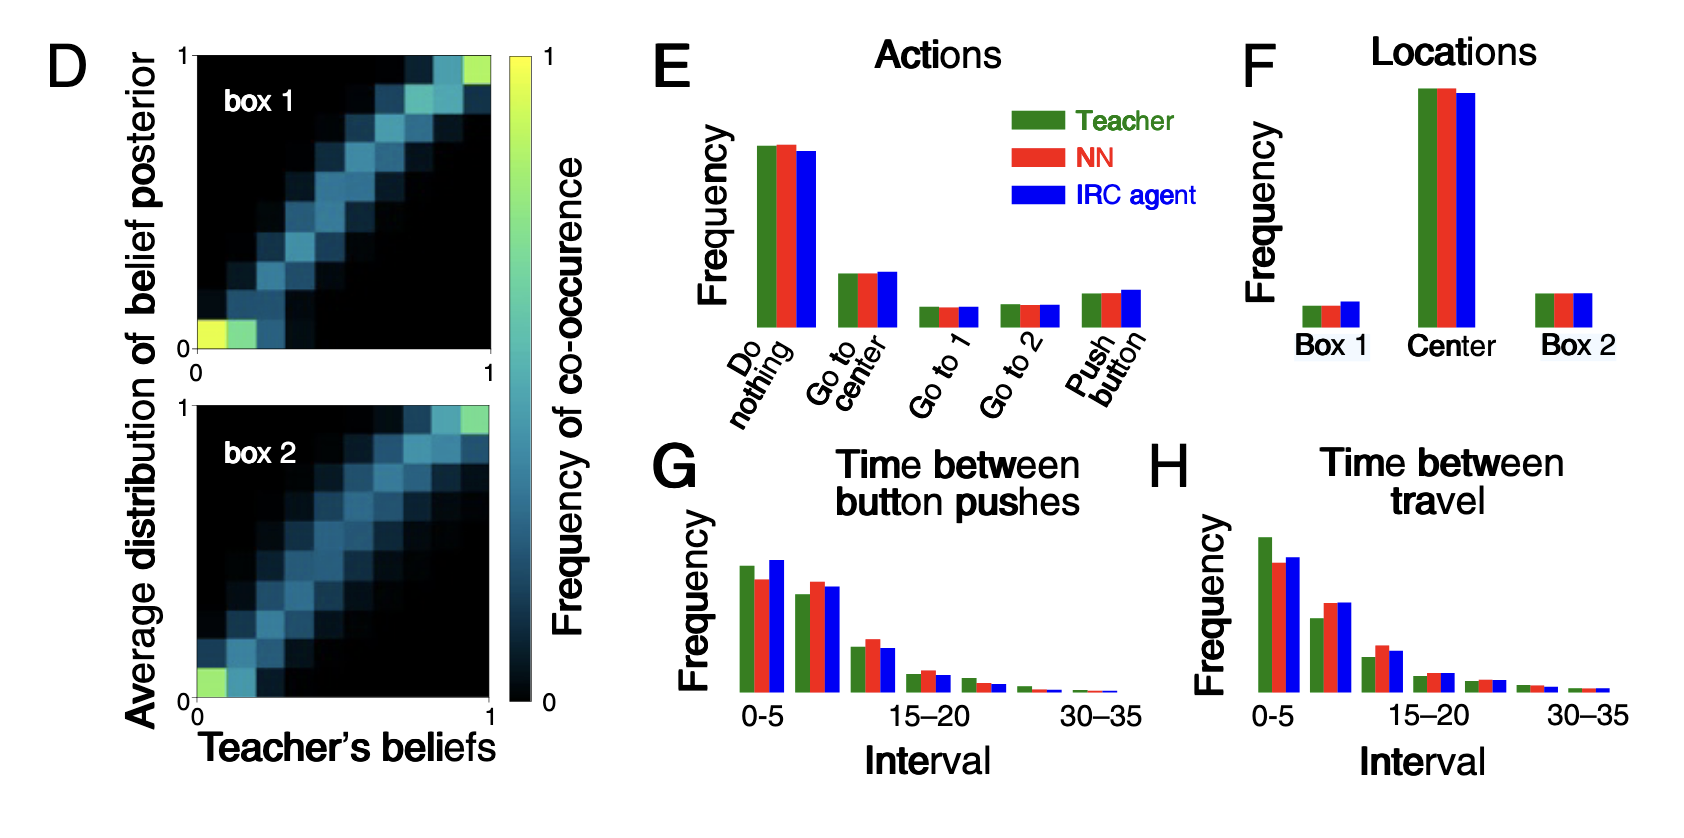 D
Average distribution of belief posterior
1
box 1
0
0
1
1
box 2
0
0
1
Teacher's beliefs
1
0
Frequency of co-occurence
E
Actions
Frequency
Teacher
NN
IRC agent
Do
nothing
Go to
center
Go to 1
Go to 2
Push
button
F
Locations
Frequency
Box 1
Center
Box 2
G
Time between
button pushes
Frequency
0-5
15–20
30–35
Interval
H
Time between
travel
Frequency
0-5
15–20
30–35
Interval